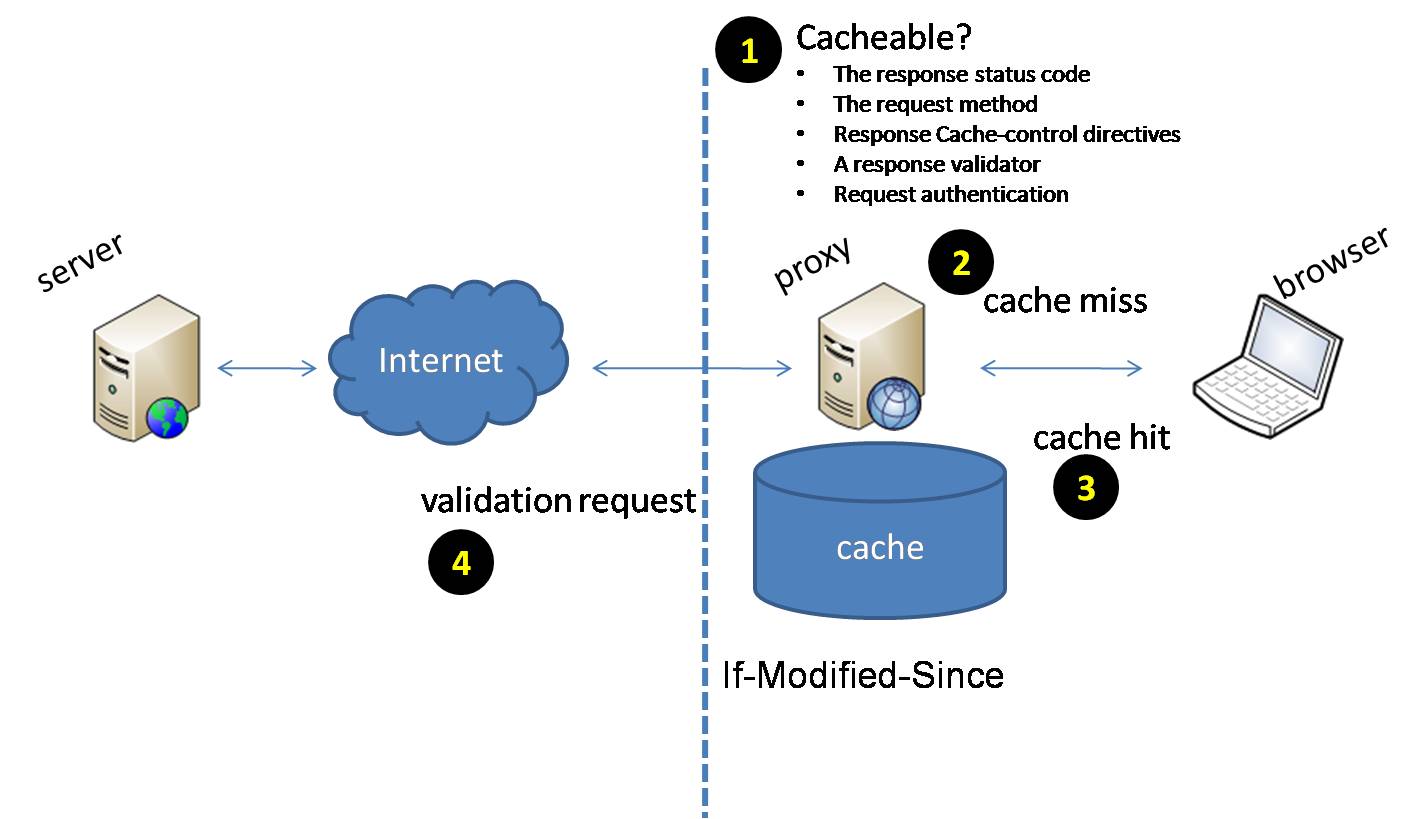 1
Cacheable?
• The response status code
• The request method
• Response Cache-control directives
• A response validator
• Request authentication
server
proxy
2
browser
cache miss
Internet
cache hit
3
validation request
4
cache
If-Modified-Since